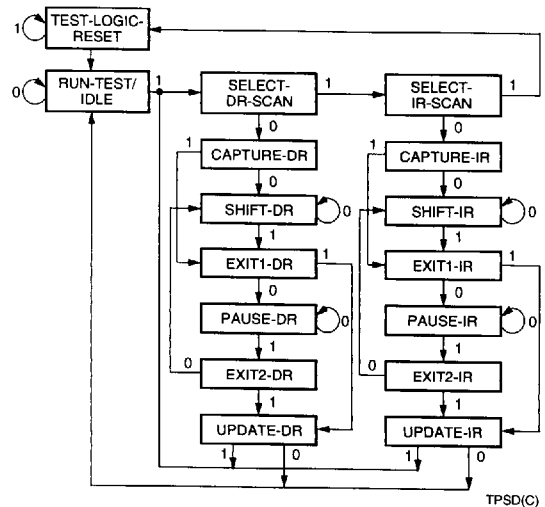 1
TEST-LOGIC-
RESET
0
RUN-TEST/
IDLE
1
SELECT-
DR-SCAN
1
SELECT-
IR-SCAN
1
0
0
1
CAPTURE-DR
1
CAPTURE-IR
0
0
SHIFT-DR
0
SHIFT-IR
0
1
1
EXIT1-DR
1
EXIT1-IR
1
0
0
PAUSE-DR
0
PAUSE-IR
0
1
1
0
EXIT2-DR
0
EXIT2-IR
1
1
UPDATE-DR
UPDATE-IR
1
0
1
0
TPSD(C)